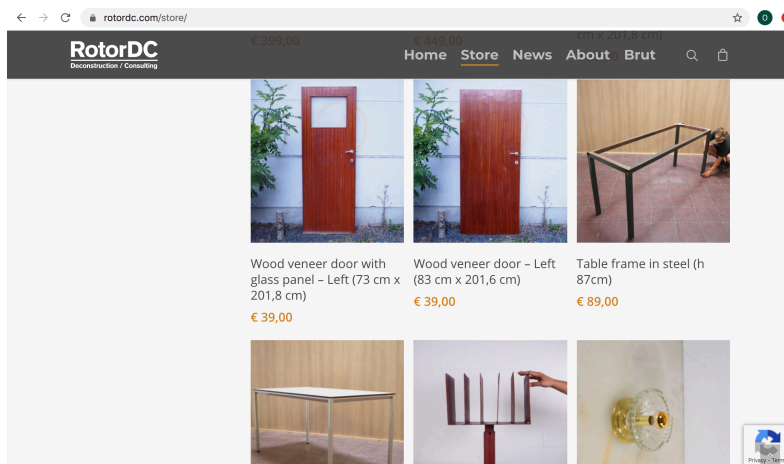 rotordc.com/store/
O
€ 399,00
€ 449,00
cm x 201,8 cm)
RotorDC
Deconstruction / Consulting
Home Store News About Brut
Wood veneer door with
glass panel – Left (73 cm x
201,8 cm)
€ 39,00
Wood veneer door – Left
(83 cm x 201,6 cm)
€ 39,00
Table frame in steel (h
87cm)
€ 89,00
Privacy - Term